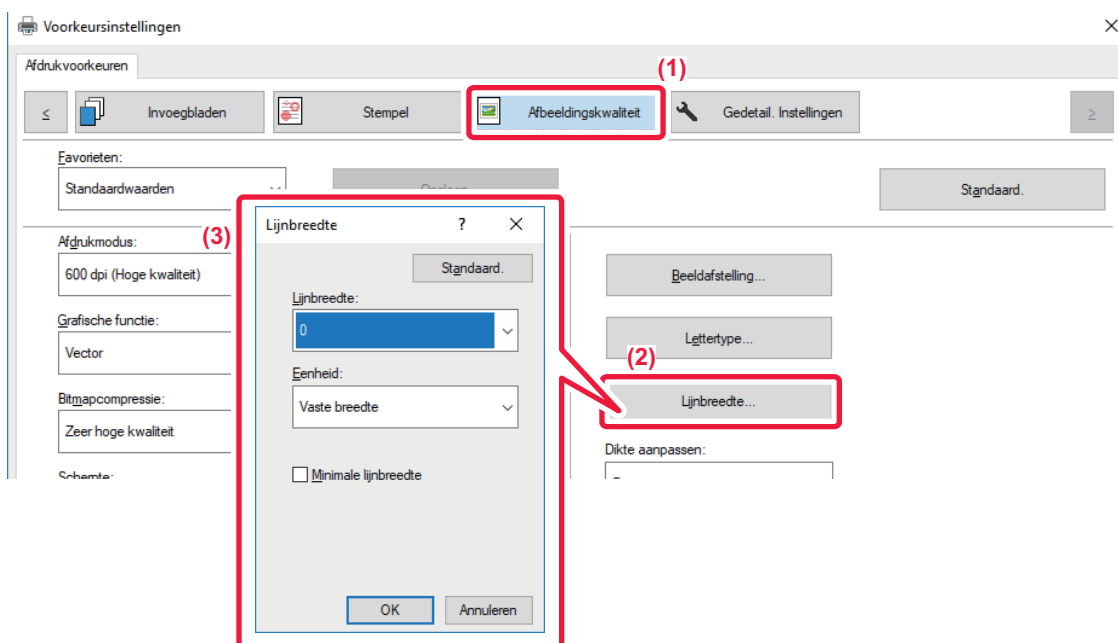 Voorkeursinstellingen
Afdrukvoorkeuren
(1)
≤ Invoegbladen Stempel Afbeeldingskwaliteit Gedetail. Instellingen ≥
Favorieten:
Standaardwaarden
Standaard.
Afdrukmodus:
600 dpi (Hoge kwaliteit)
Grafische functie:
Vector
Bitmapcompressie:
Zeer hoge kwaliteit
Scherpte:
(3)
Lijnbreedte ?
Standaard.
Lijnbreedte:
0
Eenheid:
Vaste breedte
Minimale lijnbreedte
OK Annuleren
Beeldafstelling...
Lettertype...
(2)
Lijnbreedte...
Dikte aanpassen: